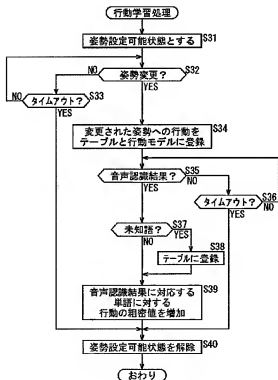 行動学習処理
S31
姿勢設定可能状態とする
S32
姿勢変更?
NO
YES
S33
タイムアウト?
NO
YES
S34
変更された姿勢への行動を
テーブルと行動モデルに登録
S35
音声認識結果?
NO
YES
S36
タイムアウト?
NO
YES
S37
未知語?
YES
NO
S38
テーブルに登録
S39
音声認識結果に対応する
単語に対する
行動の粗密値を増加
S40
姿勢設定可能状態を解除
おわり